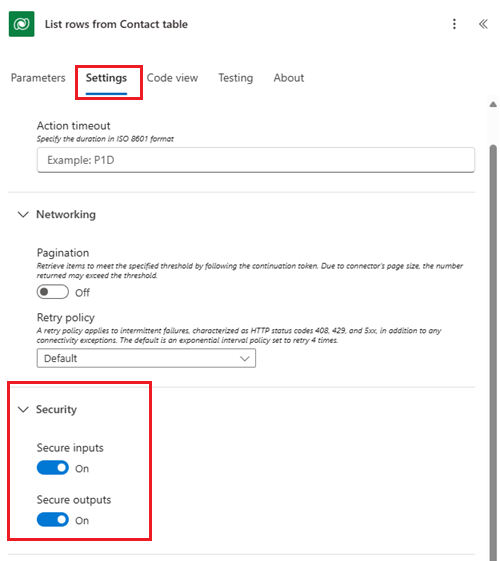 List rows from Contact table
Parameters Settings Code view Testing About
Action timeout
Specify the duration in ISO 8601 format
Example: P1D
Networking
Pagination
Retrieve items to meet the specified threshold by following the continuation token. Due to connector's page size, the number
returned may exceed the threshold.
Off
Retry policy
A retry policy applies to intermittent failures, characterized as HTTP status codes 408, 429, and 5xx, in addition to any
connectivity exceptions. The default is an exponential interval policy set to retry 4 times.
Default
Security
Secure inputs
On
Secure outputs
On